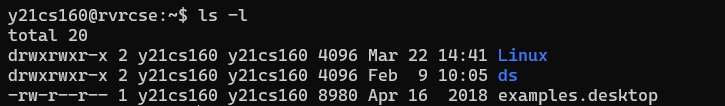 y21cs160@rvrcse:~$ ls -l
total 20
drwxrwxr-x 2 y21cs160 y21cs160 4096 Mar 22 14:41 Linux
drwxrwxr-x 2 y21cs160 y21cs160 4096 Feb  9 10:05 ds
-rw-r--r-- 1 y21cs160 y21cs160 8980 Apr 16  2018 examples.desktop